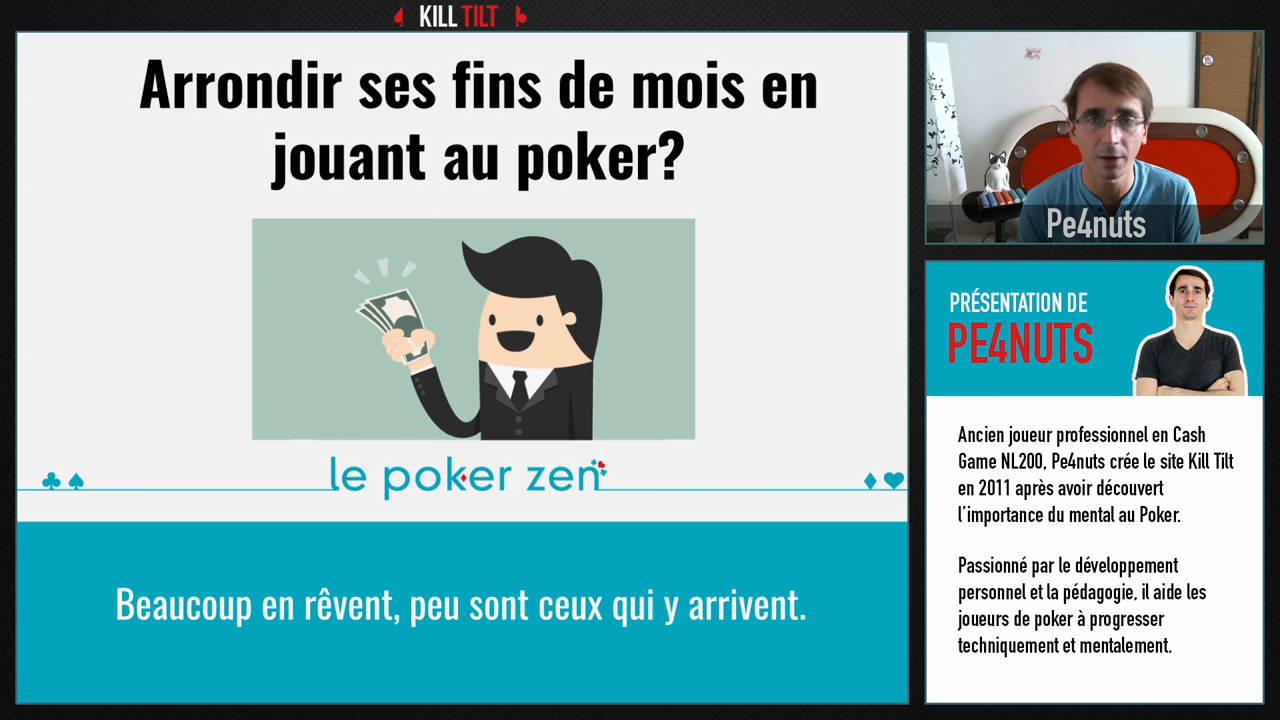 KILL TILT
Arrondir ses fins de mois en
jouant au poker?
le poker zen
Beaucoup en rêvent, peu sont ceux qui y arrivent.
Pe4nuts
PRÉSENTATION DE
PE4NUTS
Ancien joueur professionnel en Cash
Game NL200, Pe4nuts crée le site Kill Tilt
en 2011 après avoir découvert
l'importance du mental au Poker.
Passionné par le développement
personnel et la pédagogie, il aide les
joueurs de poker à progresser
techniquement et mentalement.